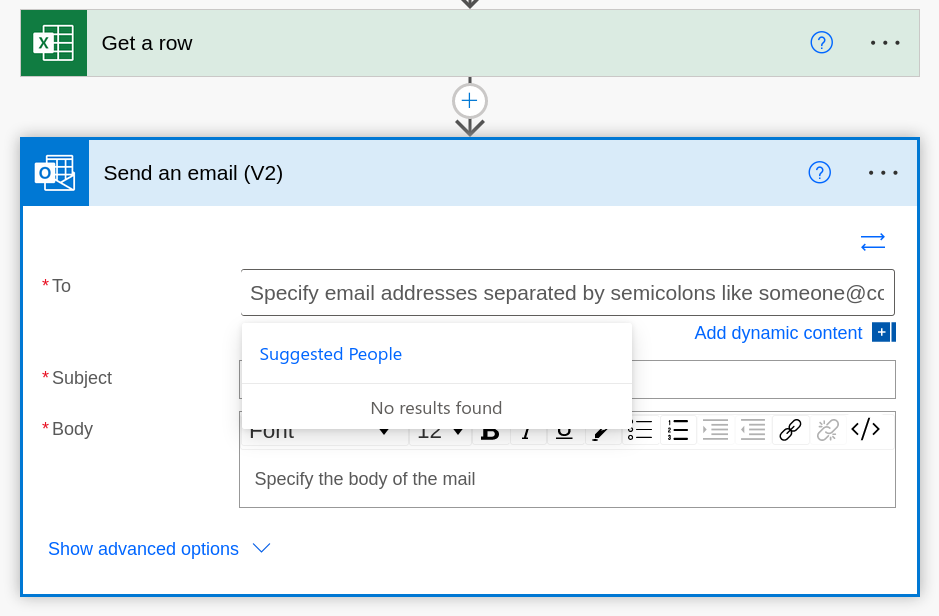 Get a row
Send an email (V2)
* To
Specify email addresses separated by semicolons like someone@cc
Add dynamic content
Suggested People
* Subject
No results found
* Body
Font 12 B I U </>
Specify the body of the mail
Show advanced options